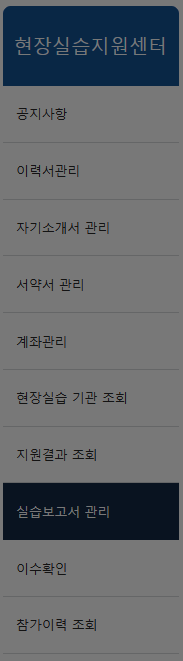 현장실습지원센터
공지사항
이력서관리
자기소개서 관리
서약서 관리
계좌관리
현장실습 기관 조회
지원결과 조회
실습보고서 관리
이수확인
참가이력 조회